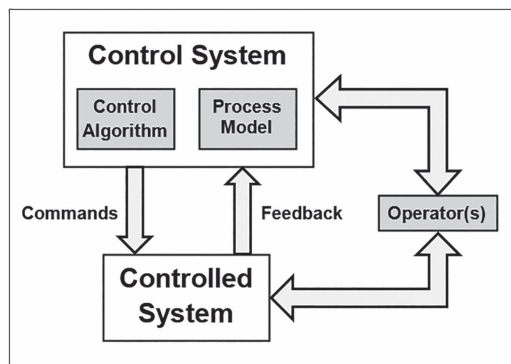 Control System
Control
Algorithm
Process
Model
Commands
Feedback
Operator(s)
Controlled
System